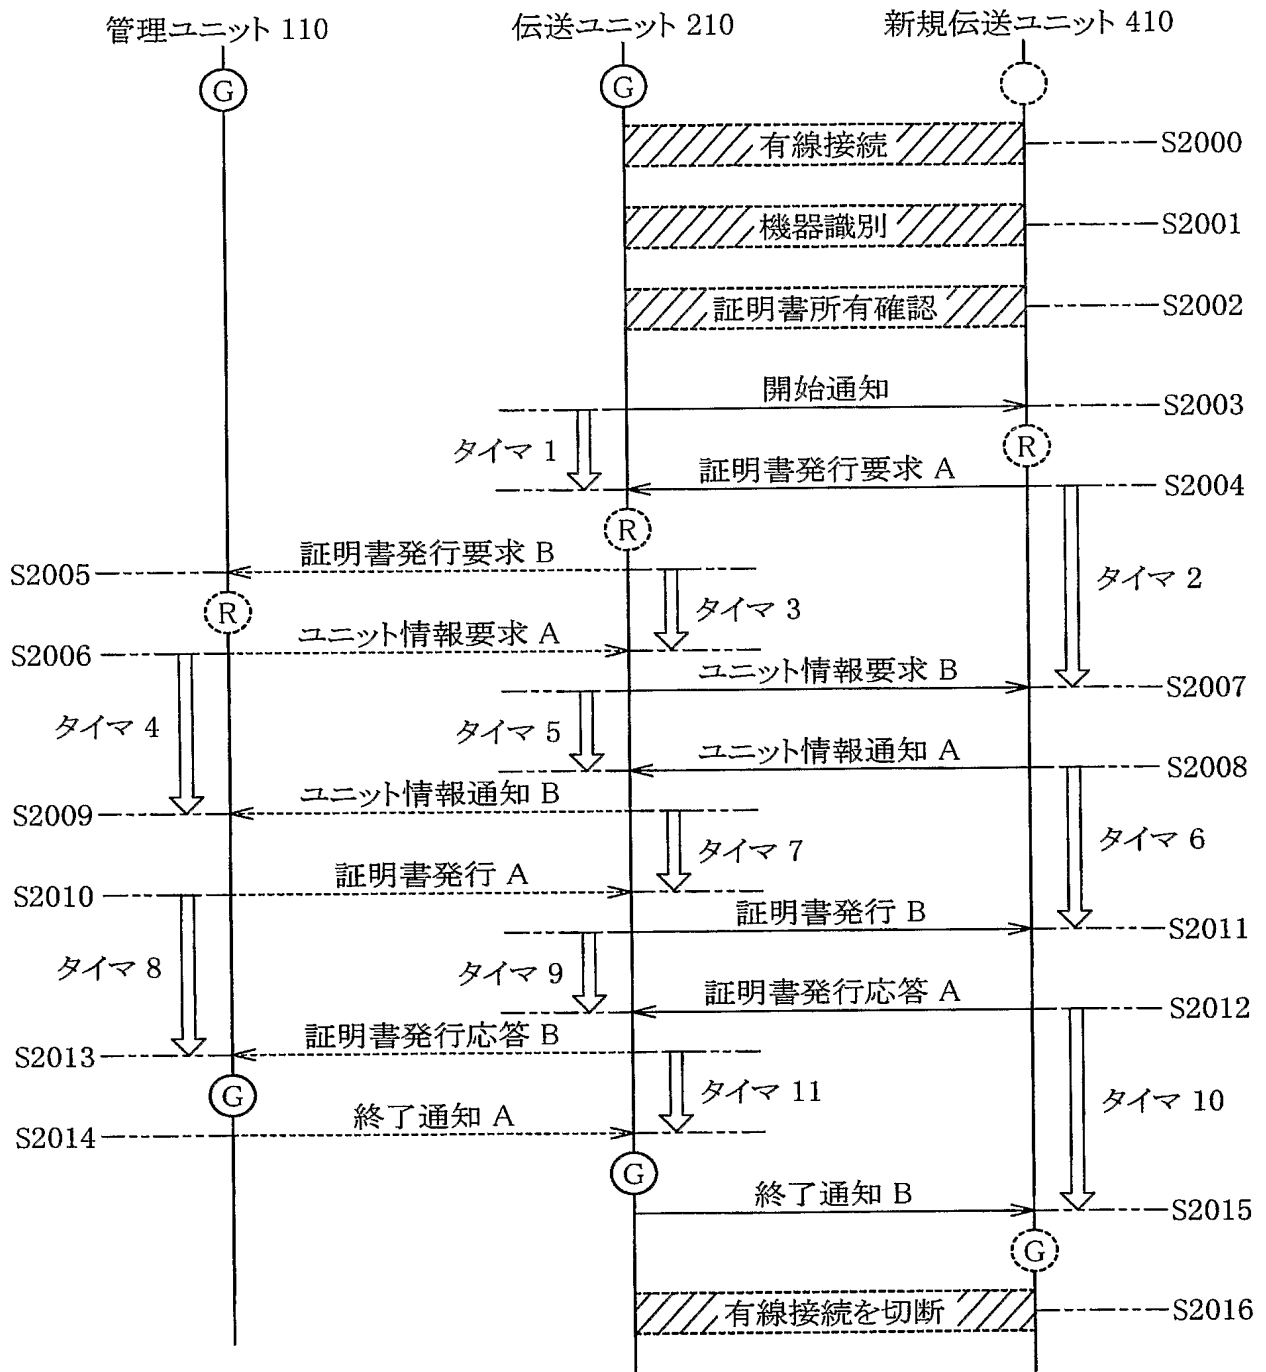 管理ユニット 110
伝送ユニット 210
新規伝送ユニット 410
G
G
有線接続
S2000
機器識別
S2001
証明書所有確認
S2002
開始通知
S2003
タイマ 1
R
証明書発行要求 A
S2004
R
証明書発行要求 B
S2005
タイマ 2
R
タイマ 3
ユニット情報要求 A
S2006
ユニット情報要求 B
S2007
タイマ 4
タイマ 5
ユニット情報通知 A
S2008
ユニット情報通知 B
S2009
タイマ 6
タイマ 7
証明書発行 A
S2010
証明書発行 B
S2011
タイマ 8
タイマ 9
証明書発行応答 A
S2012
証明書発行応答 B
S2013
G
タイマ 11
タイマ 10
終了通知 A
S2014
G
終了通知 B
S2015
G
有線接続を切断
S2016